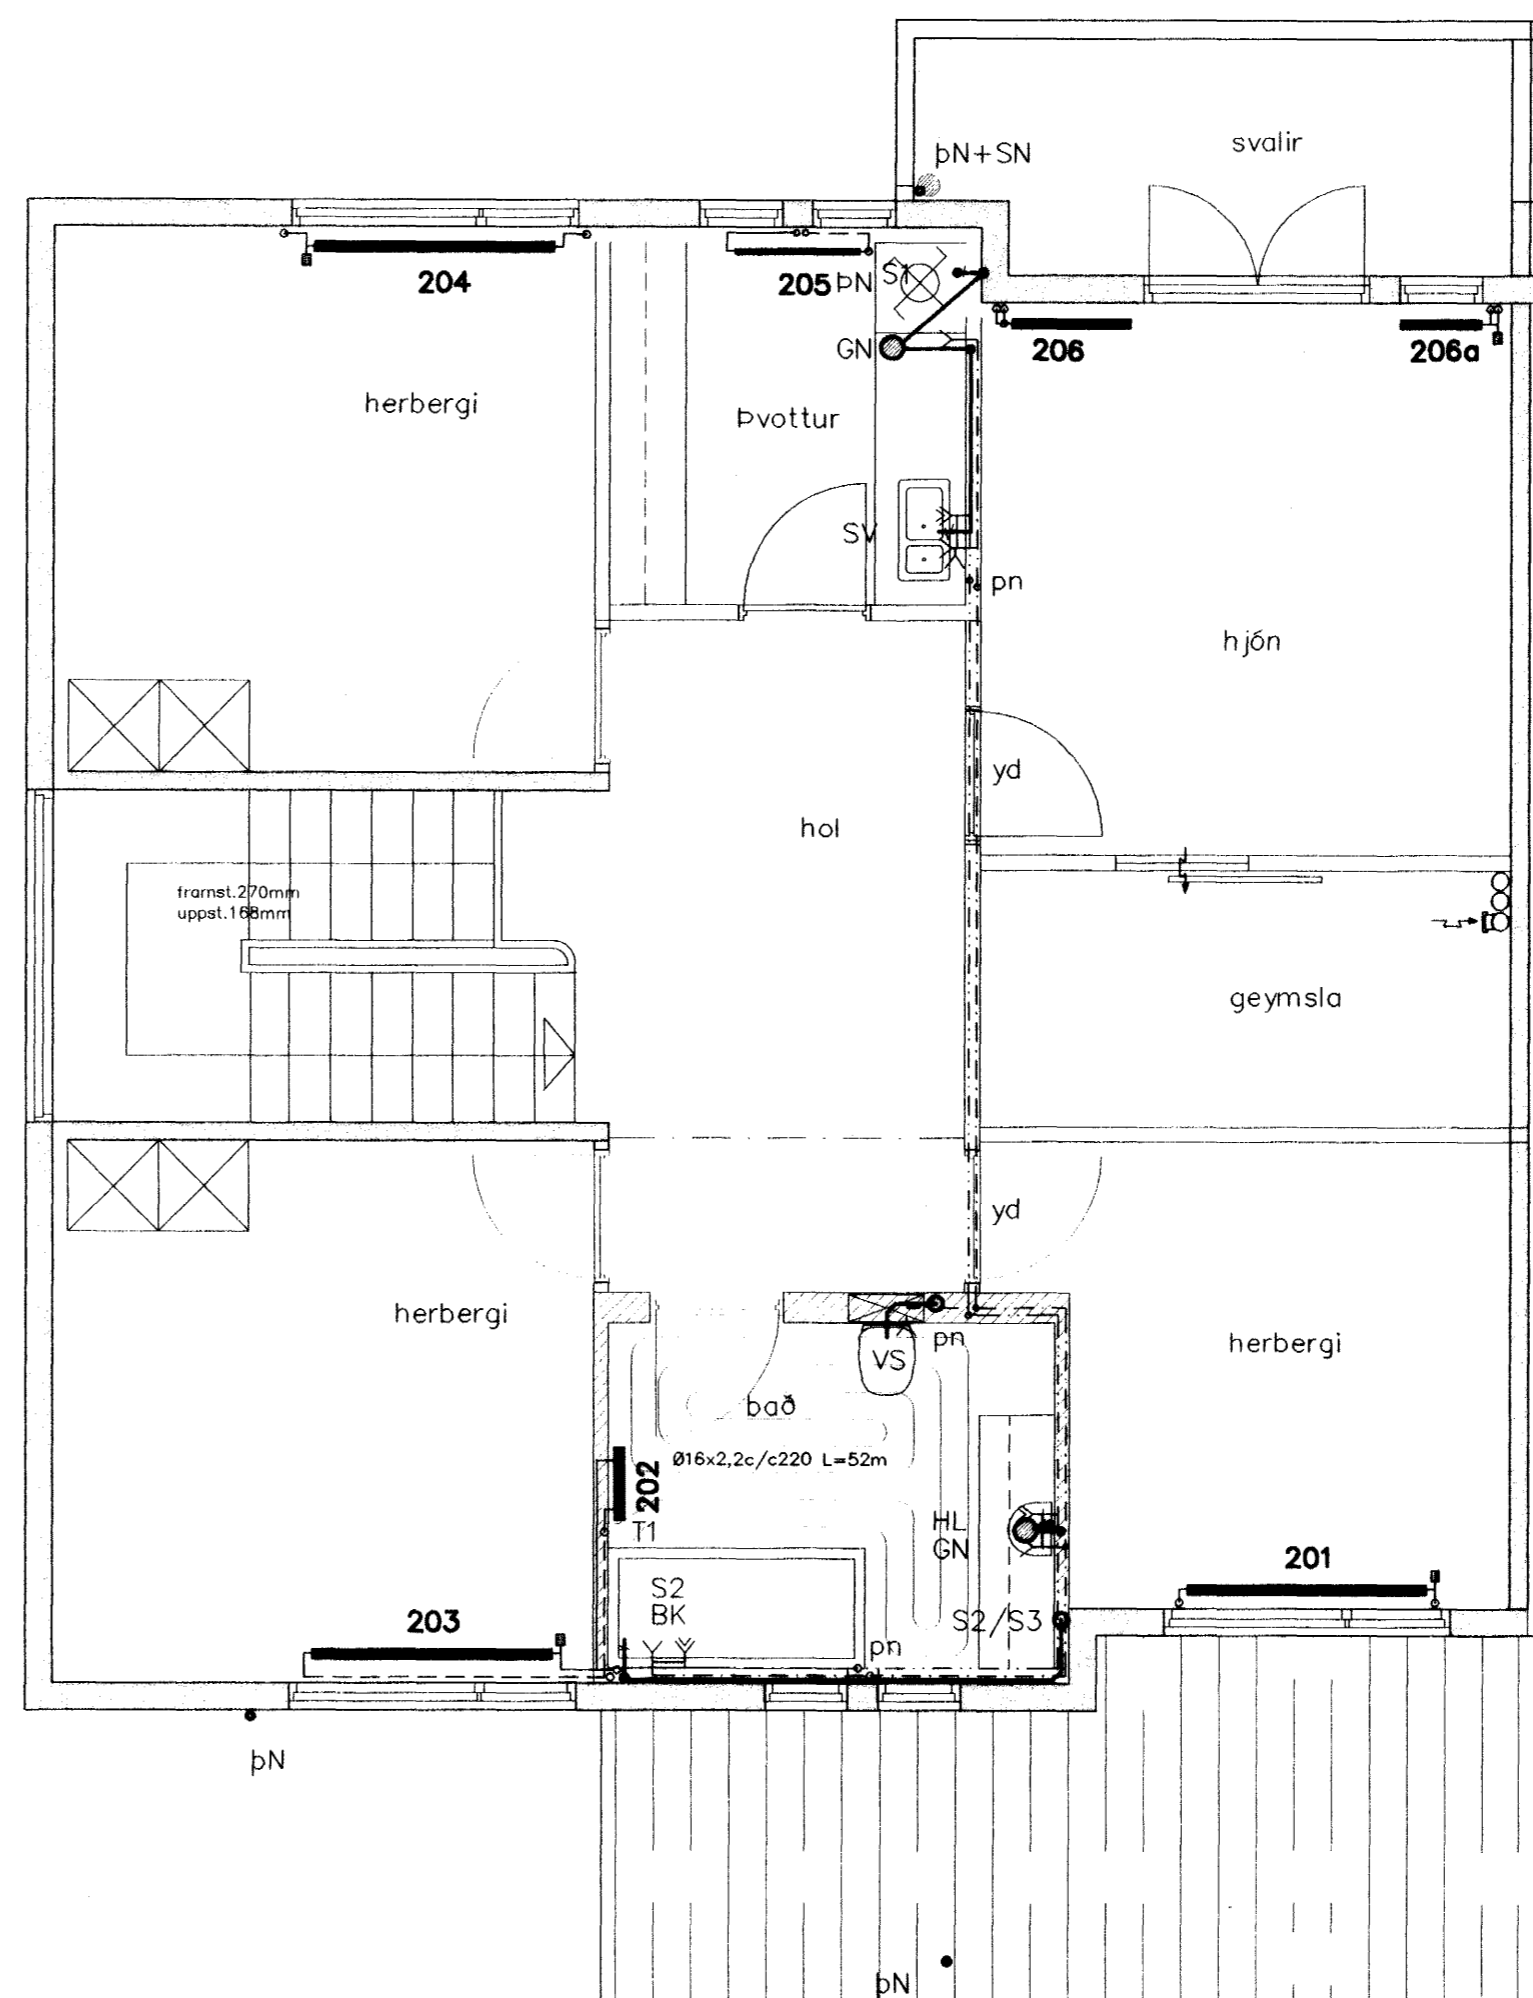 svalir
þN+SN
204
205
ÞN
S1
206
206a
GN
herbergi
Þvottur
SV
pn
hjón
yd
hol
framst.270mm
uppst.168mm
geymsla
yd
herbergi
pn
herbergi
VS
bað
Ø16x2,2c/c220 L=52m
202
T1
HL
GN
201
S2
BK
203
S2/S3
pn
þN
þN